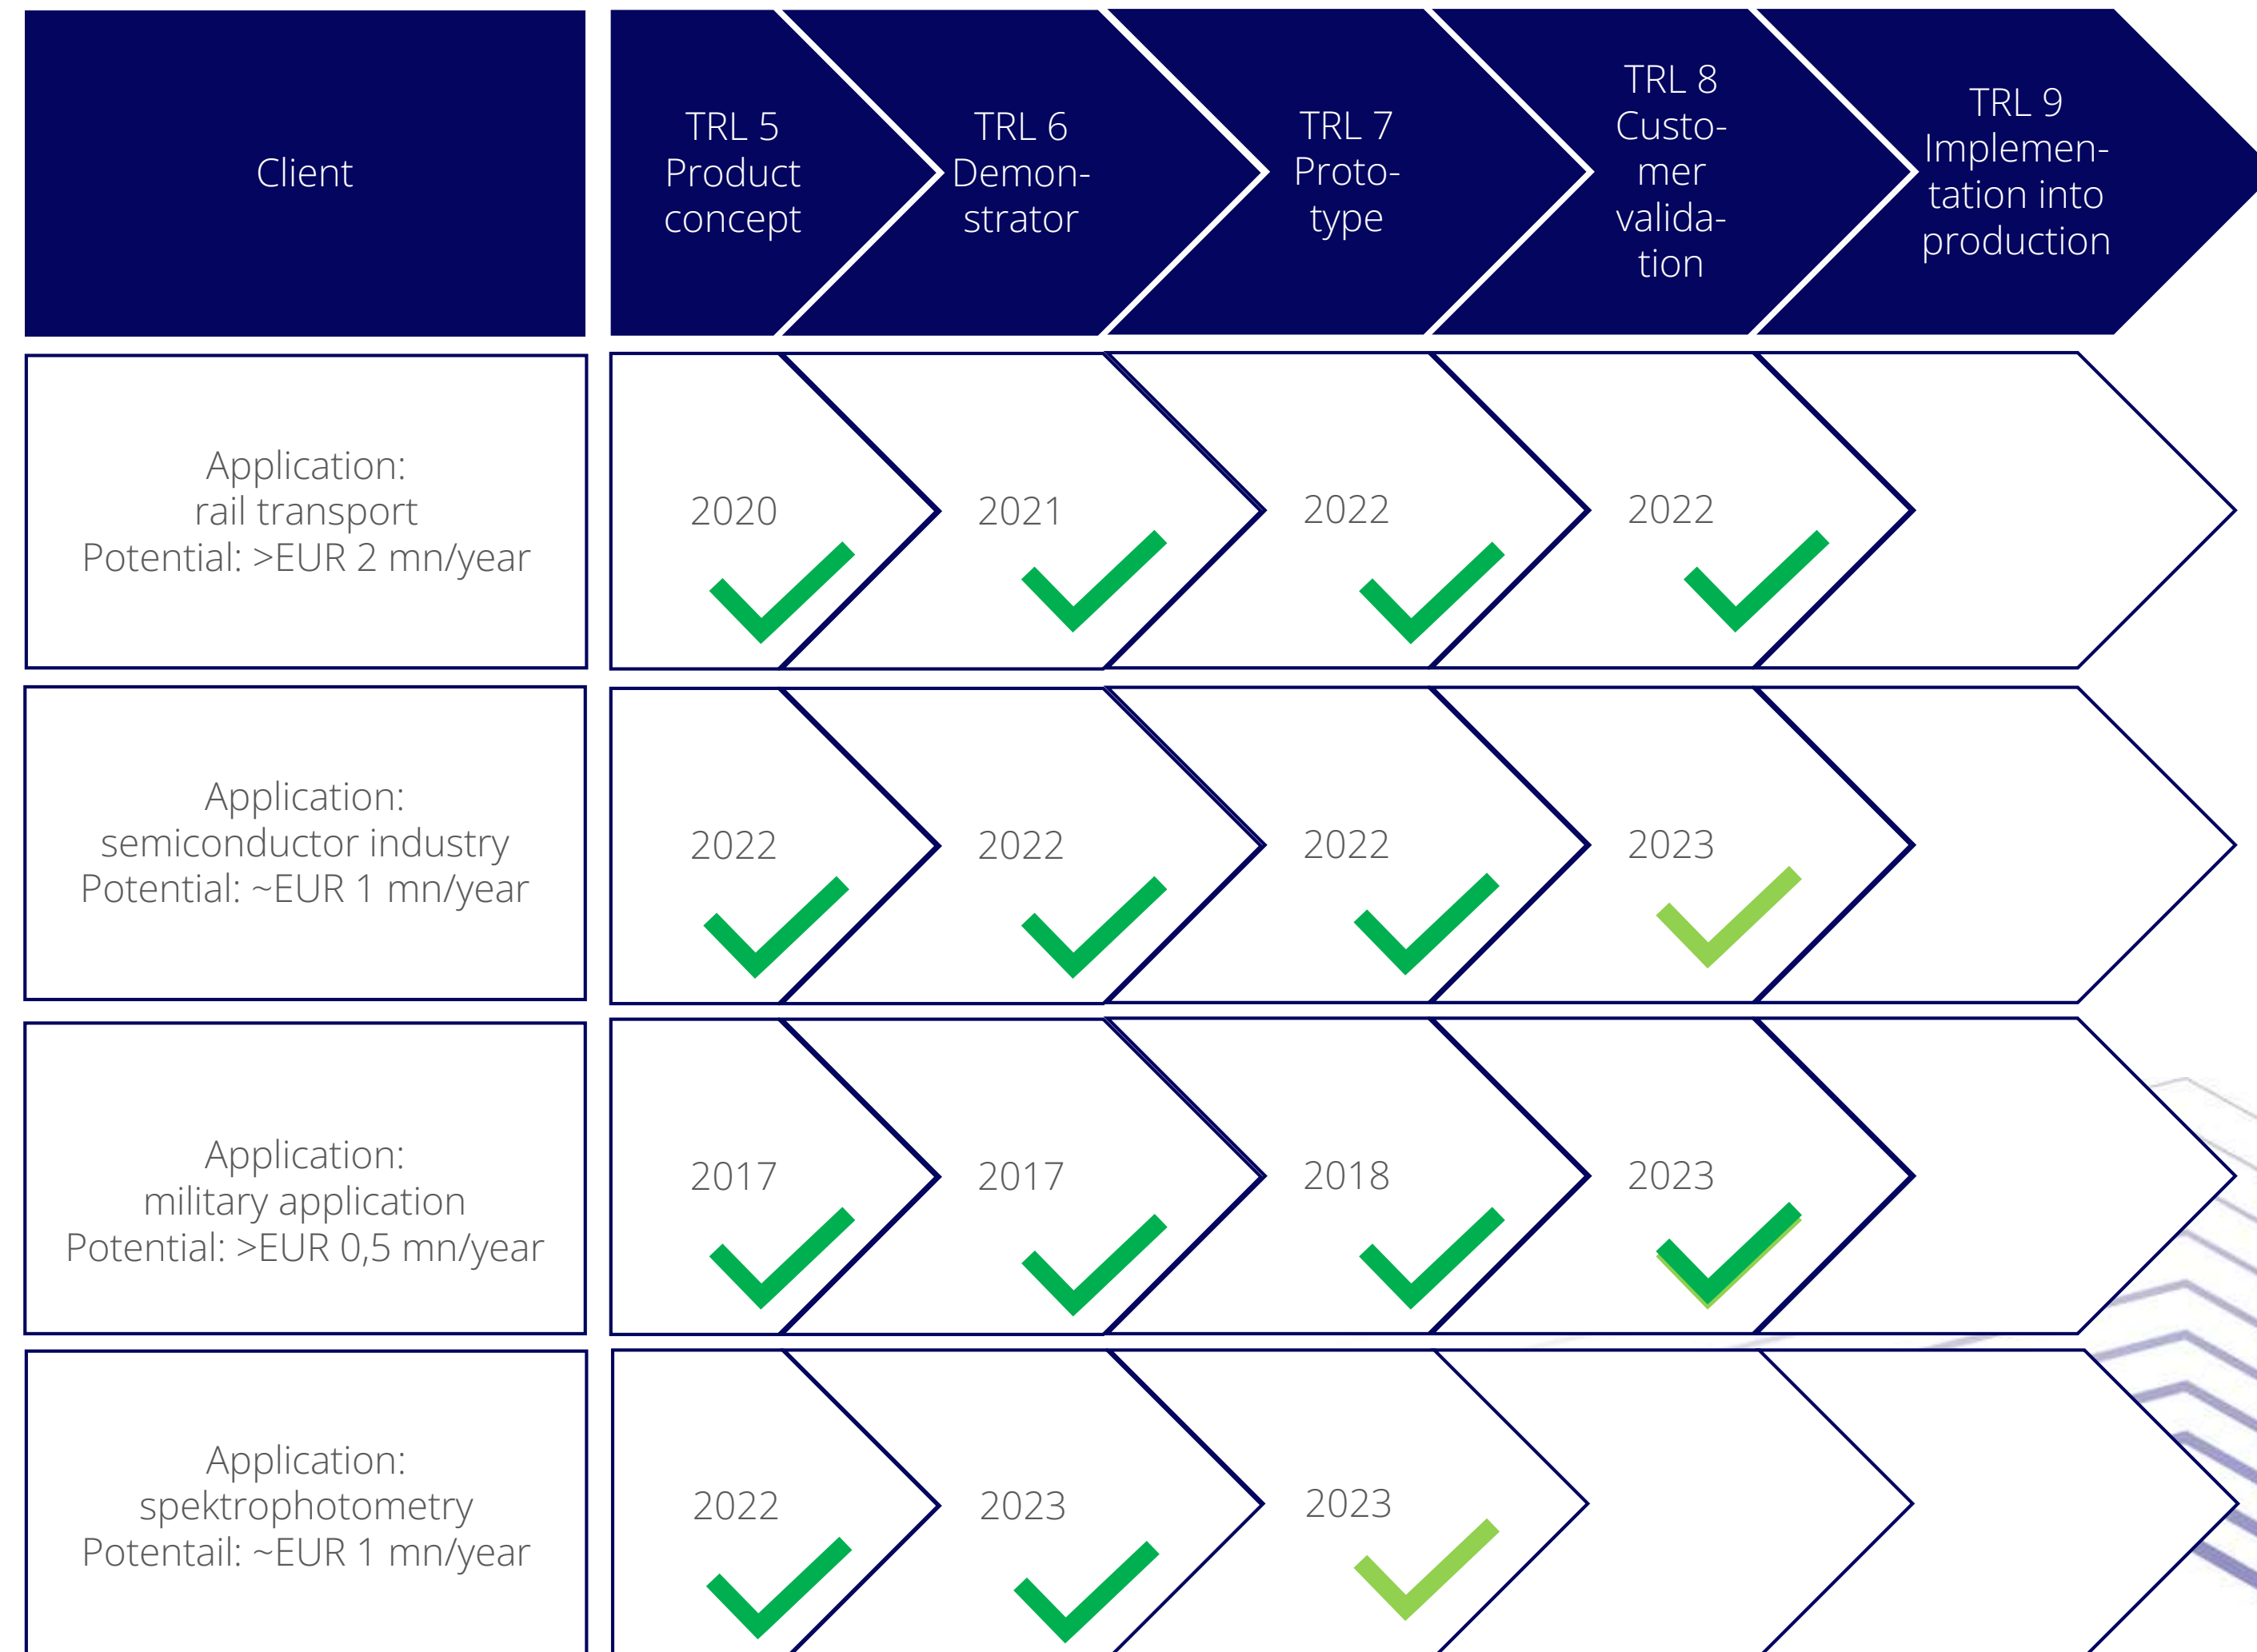 Client
TRL 5
Product
concept
TRL 6
Demon-
strator
TRL 7
Proto-
type
TRL 8
Custo-
mer
valida-
tion
TRL 9
Implemen-
tation into
production
Application:
rail transport
Potential: >EUR 2 mn/year
2020
2021
2022
2022
Application:
semiconductor industry
Potential: ~EUR 1 mn/year
2022
2022
2022
2023
Application:
military application
Potential: >EUR 0,5 mn/year
2017
2017
2018
2023
Application:
spektrophotometry
Potentail: ~EUR 1 mn/year
2022
2023
2023